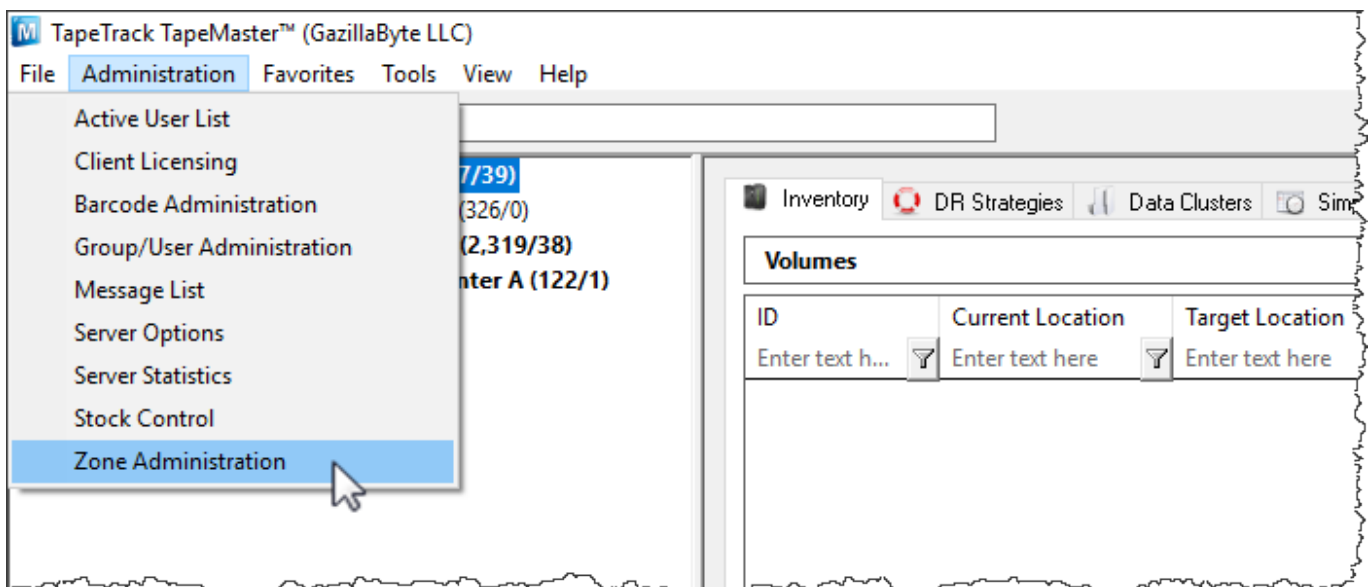 TapeTrack TapeMaster™ (GazillaByte LLC)
File Administration Favorites Tools View Help
Active User List
Client Licensing
Barcode Administration
Group/User Administration
Message List
Server Options
Server Statistics
Stock Control
Zone Administration
7/39)
(326/0)
(2,319/38)
nter A (122/1)
Inventory DR Strategies Data Clusters Sim
Volumes
ID Current Location Target Location
Enter text h... Enter text here Enter text here